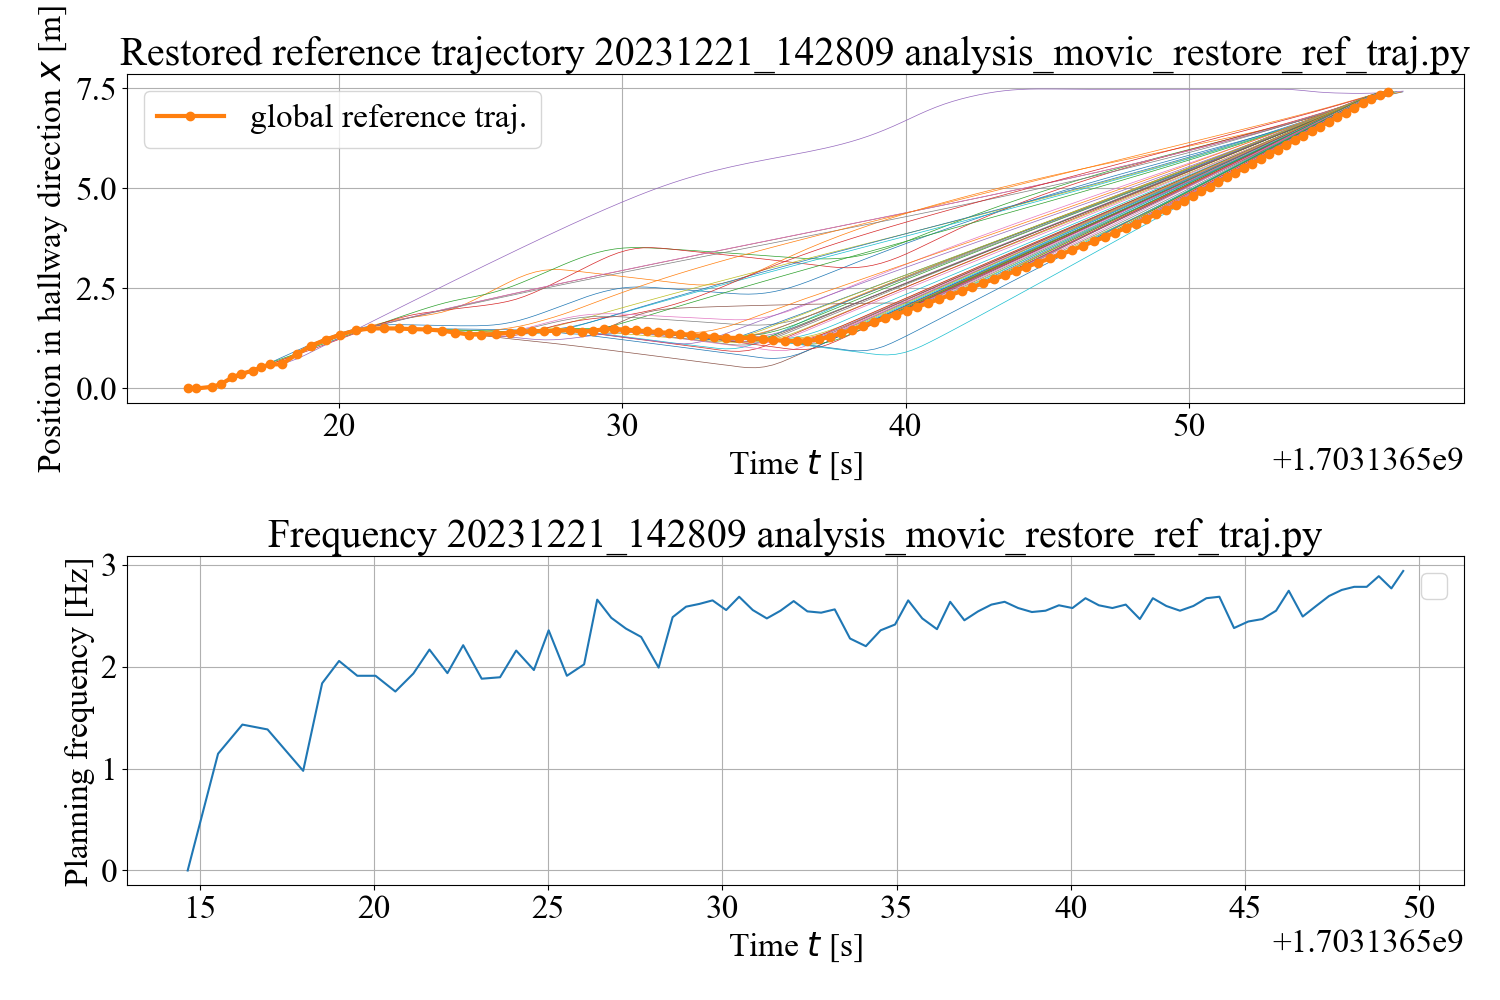 Restored reference trajectory 20231221_142809 analysis_movic_restore_ref_traj.py
Position in hallway direction x [m]
7.5
5.0
2.5
0.0
global reference traj.
20 30 40 50
Time t [s]
+1.7031365e9
Frequency 20231221_142809 analysis_movic_restore_ref_traj.py
Planning frequency [Hz]
3
2
1
0
15 20 25 30 35 40 45 50
Time t [s]
+1.7031365e9